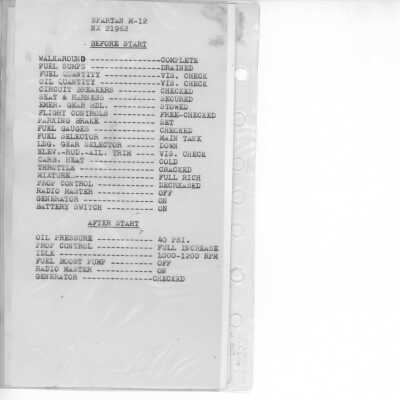 SPARTAN M-12
NX 21962
BEFORE START
WALKAROUND --------------COMPLETE
FUEL SUMPS --------------DRAINED
FUEL QUANTITY ---------- VIS. CHECK
OIL QUANTITY ----------- VIS. CHECK
CIRCUIT BREAKERS ------- CHECKED
SEAT & HARNESS --------- SECURED
EMER. GEAR HDL. -------- STOWED
FLIGHT CONTROLS -------- FREE-CHECKED
PARKING BRAKE ---------- SET
FUEL GAUGES ------------ CHECKED
FUEL SELECTOR ---------- MAIN TANK
LDG. GEAR SELECTOR ----- DOWN
ELEV.-RUD.-AIL. TRIM --- VIS. CHECK
CARB. HEAT ------------- COLD
THROTTLE --------------- CRACKED
MIXTURE----------------- FULL RICH
PROP CONTROL ----------- DECREASED
RADIO MASTER ----------- OFF
GENERATOR -------------- ON
BATTERY SWITCH --------- ON
AFTER START
OIL PRESSURE ----------- 40 PSI.
PROP CONTROL ----------- FULL INCREASE
IDLE ------------------- 1000-1200 RPM
FUEL BOOST PUMP -------- OFF
RADIO MASTER ----------- ON
GENERATOR --------------CHECKED